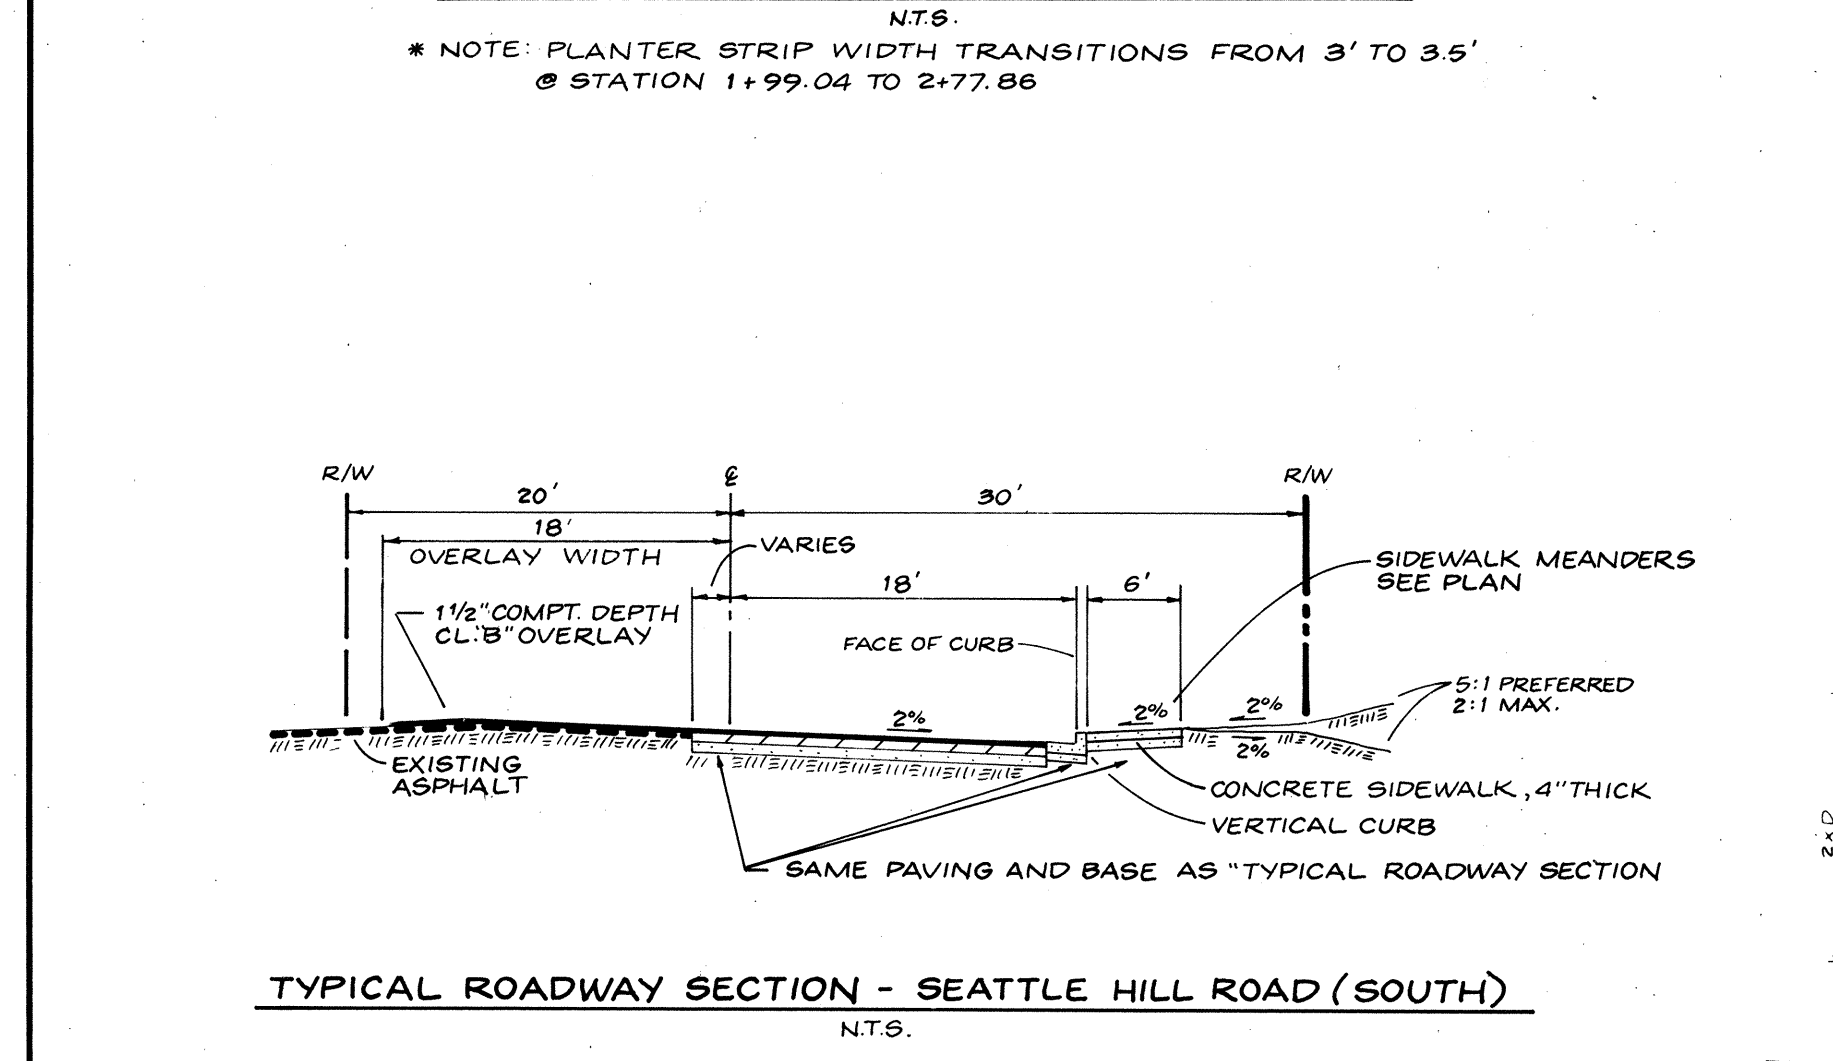 N.T.S.
* NOTE: PLANTER STRIP WIDTH TRANSITIONS FROM 3' TO 3.5'
@ STATION 1+99.04 TO 2+77.86
R/W
℄
R/W
20'
30'
18'
OVERLAY WIDTH
VARIES
18'
6'
SIDEWALK MEANDERS
SEE PLAN
1 1/2" COMPT. DEPTH
CL. "B" OVERLAY
FACE OF CURB
5:1 PREFERRED
2:1 MAX.
2%
2%
2%
2%
EXISTING
ASPHALT
CONCRETE SIDEWALK, 4" THICK
VERTICAL CURB
SAME PAVING AND BASE AS "TYPICAL ROADWAY SECTION
TYPICAL ROADWAY SECTION - SEATTLE HILL ROAD (SOUTH)
N.T.S.